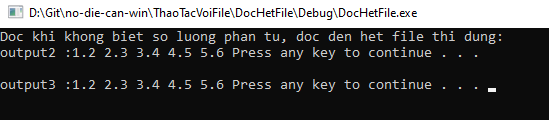 D:\Git\no-die-can-win\ThaoTacVoiFile\DocHetFile\Debug\DocHetFile.exe
Doc khi khong biet so luong phan tu, doc den het file thi dung:
output2 :1.2 2.3 3.4 4.5 5.6 Press any key to continue . . .
output3 :1.2 2.3 3.4 4.5 5.6 Press any key to continue . . .